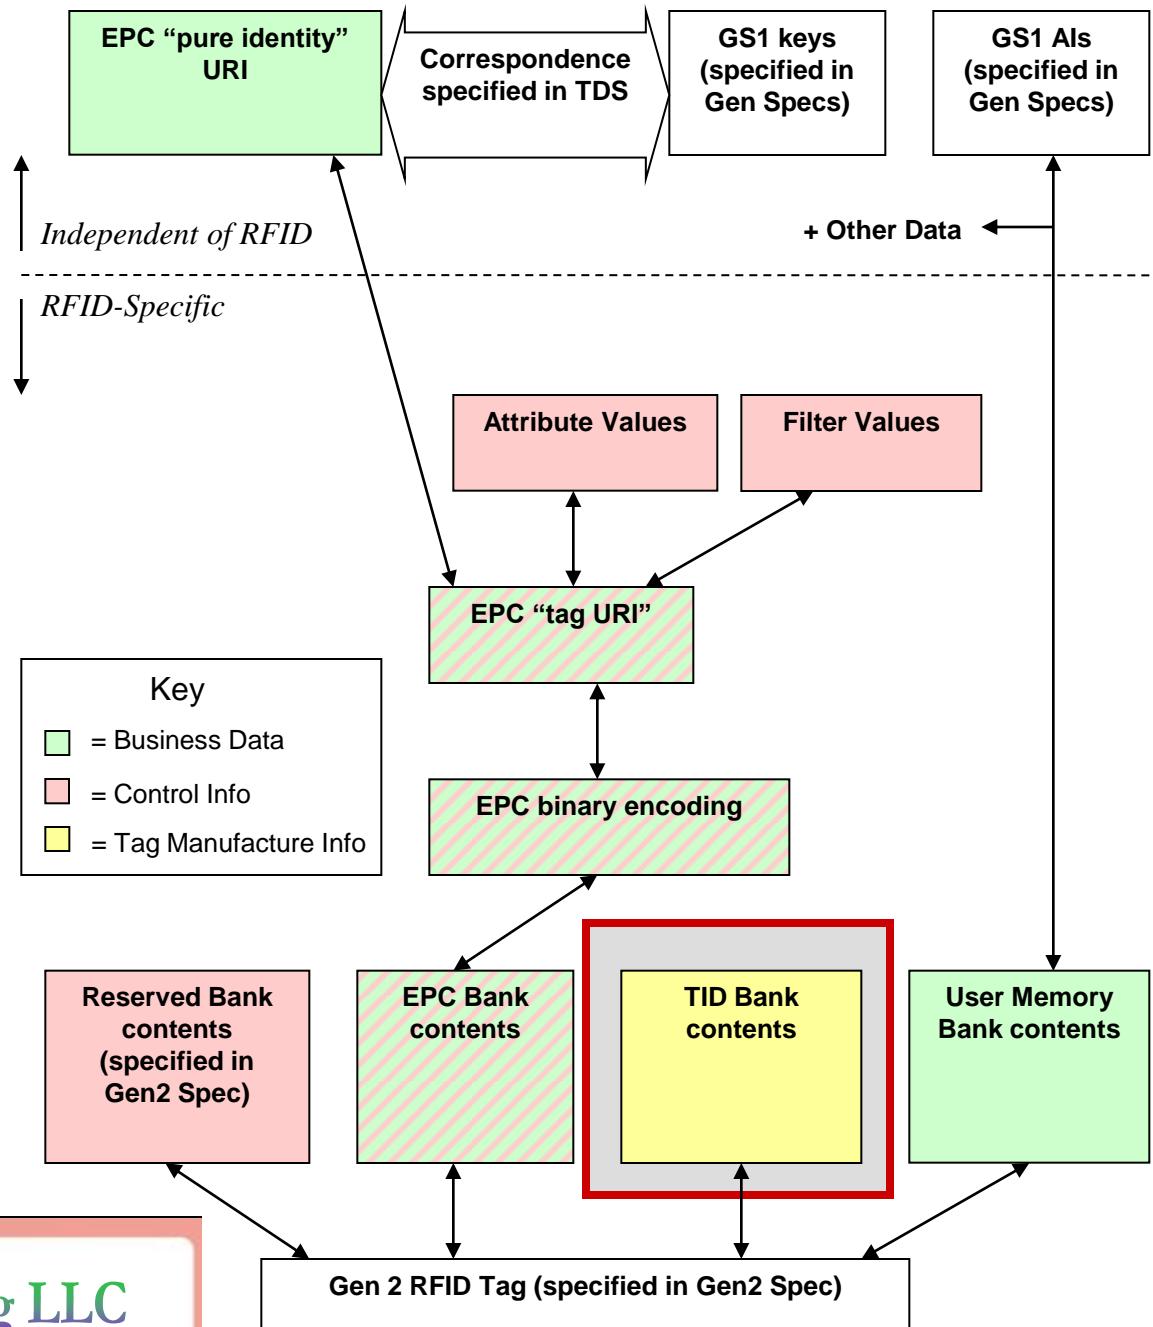 EPC “pure identity”
URI
Correspondence
specified in TDS
GS1 keys
(specified in
Gen Specs)
GS1 AIs
(specified in
Gen Specs)
Independent of RFID
+ Other Data
RFID-Specific
Attribute Values
Filter Values
EPC “tag URI”
Key
= Business Data
= Control Info
= Tag Manufacture Info
EPC binary encoding
Reserved Bank
contents
(specified in
Gen2 Spec)
EPC Bank
contents
TID Bank
contents
User Memory
Bank contents
Gen 2 RFID Tag (specified in Gen2 Spec)
g LLC